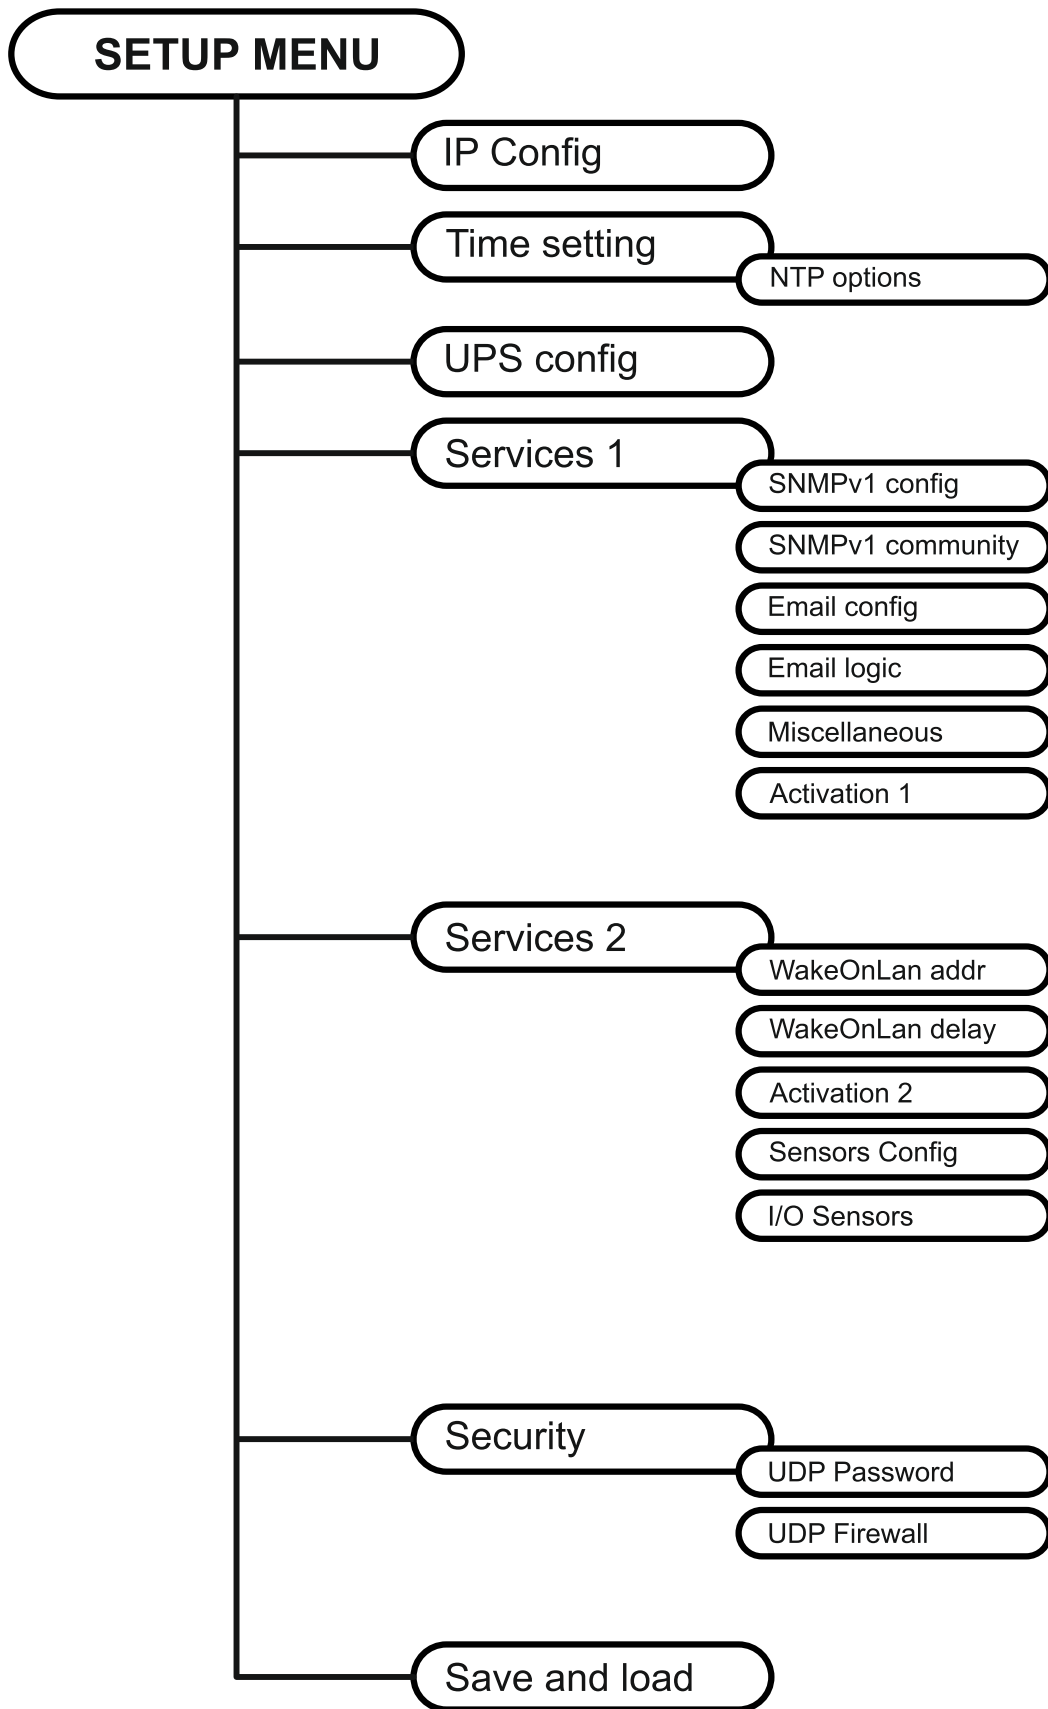 SETUP MENU
IP Config
Time setting
NTP options
UPS config
Services 1
SNMPv1 config
SNMPv1 community
Email config
Email logic
Miscellaneous
Activation 1
Services 2
WakeOnLan addr
WakeOnLan delay
Activation 2
Sensors Config
I/O Sensors
Security
UDP Password
UDP Firewall
Save and load